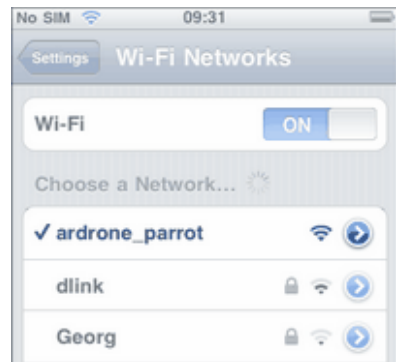 No SIM 09:31
Settings Wi-Fi Networks
Wi-Fi ON
Choose a Network...
ardrone_parrot
dlink
Georg